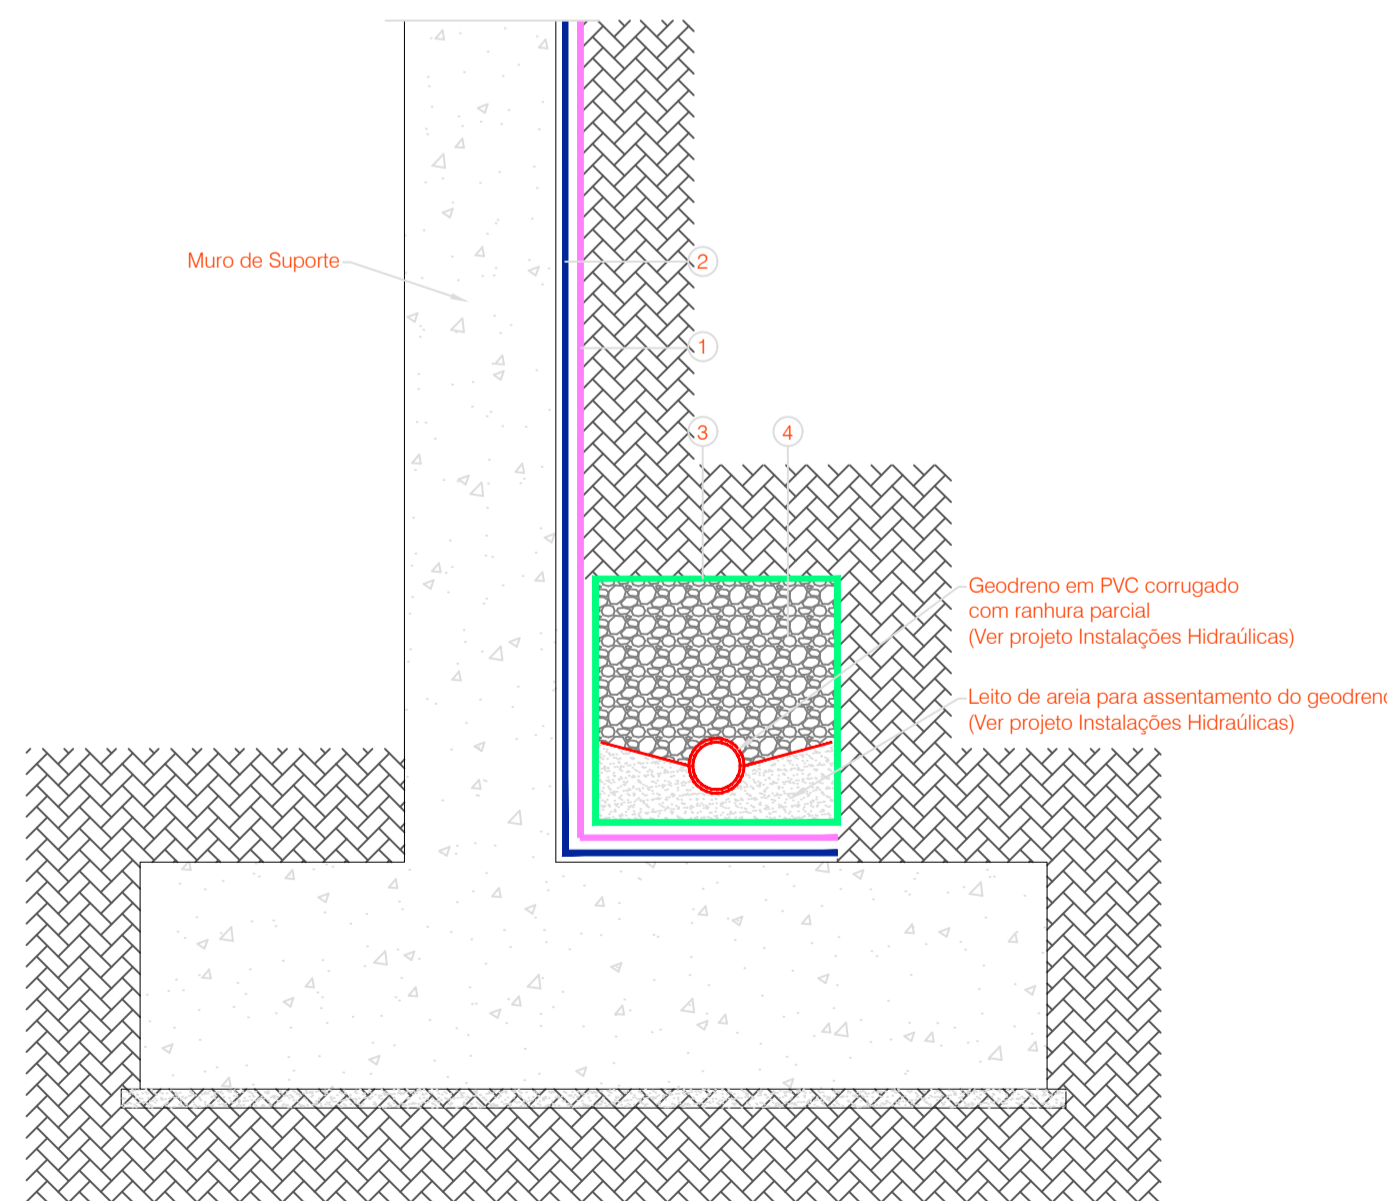 Muro de Suporte
2
1
3
4
Geodreno em PVC corrugado
com ranhura parcial
(Ver projeto Instalações Hidraúlicas)
Leito de areia para assentamento do geodreno
(Ver projeto Instalações Hidraúlicas)